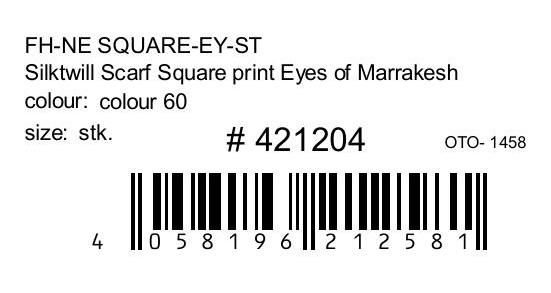 FH-NE SQUARE-EY-ST
Silktwill Scarf Square print Eyes of Marrakesh
colour: colour 60
size: stk.
# 421204
OTO- 1458
4 058196 212581